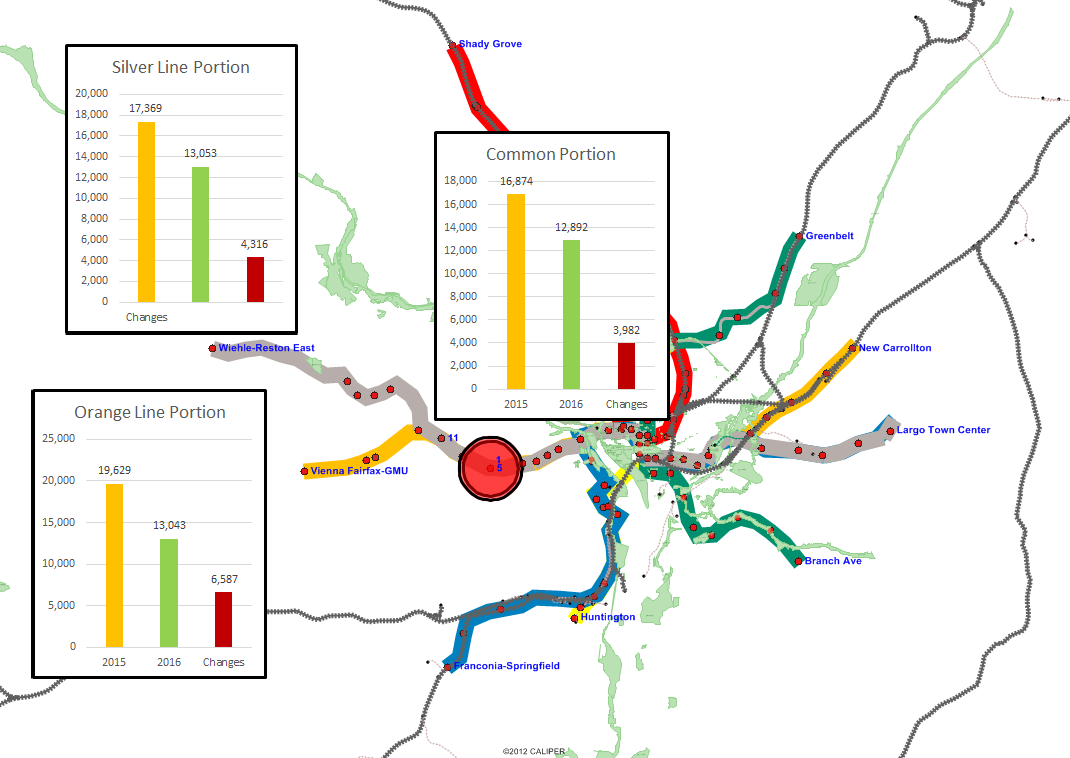 Shady Grove
Silver Line Portion
20,000
18,000
16,000
14,000
12,000
10,000
8,000
6,000
4,000
2,000
0
17,369
13,053
4,316
Changes
Common Portion
18,000
16,000
14,000
12,000
10,000
8,000
6,000
4,000
2,000
0
16,874
12,892
3,982
2015
2016
Changes
Greenbelt
Wiehle-Reston East
New Carrollton
Orange Line Portion
25,000
20,000
15,000
10,000
5,000
0
19,629
13,043
6,587
2015
2016
Changes
Largo Town Center
11
1
5
Vienna Fairfax-GMU
Branch Ave
Huntington
Franconia-Springfield
©2012 CALIPER